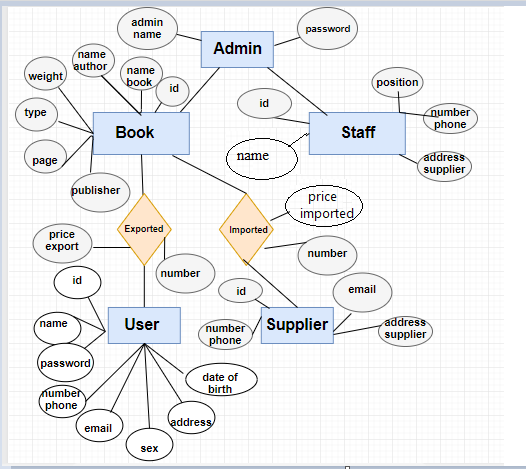 admin
name
password
Admin
name
author
name
book
weight
id
position
type
id
number
phone
Book
Staff
page
name
address
supplier
publisher
price
imported
Exported
Imported
price
export
number
number
id
id
email
name
User
Supplier
number
phone
address
supplier
password
date of
birth
number
phone
email
address
sex